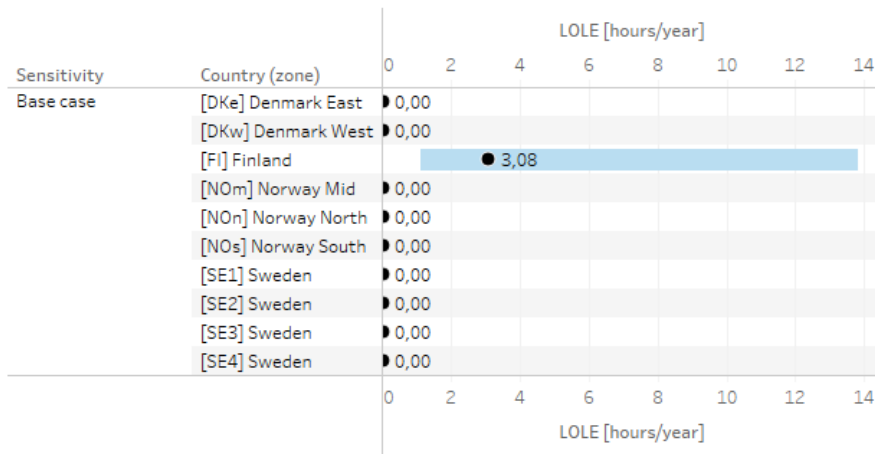 LOLE [hours/year]
Sensitivity Country (zone) 0 2 4 6 8 10 12 14
Base case [DKe] Denmark East 0,00
[DKw] Denmark West 0,00
[FI] Finland 3,08
[NOm] Norway Mid 0,00
[NOn] Norway North 0,00
[NOs] Norway South 0,00
[SE1] Sweden 0,00
[SE2] Sweden 0,00
[SE3] Sweden 0,00
[SE4] Sweden 0,00
0 2 4 6 8 10 12 14
LOLE [hours/year]